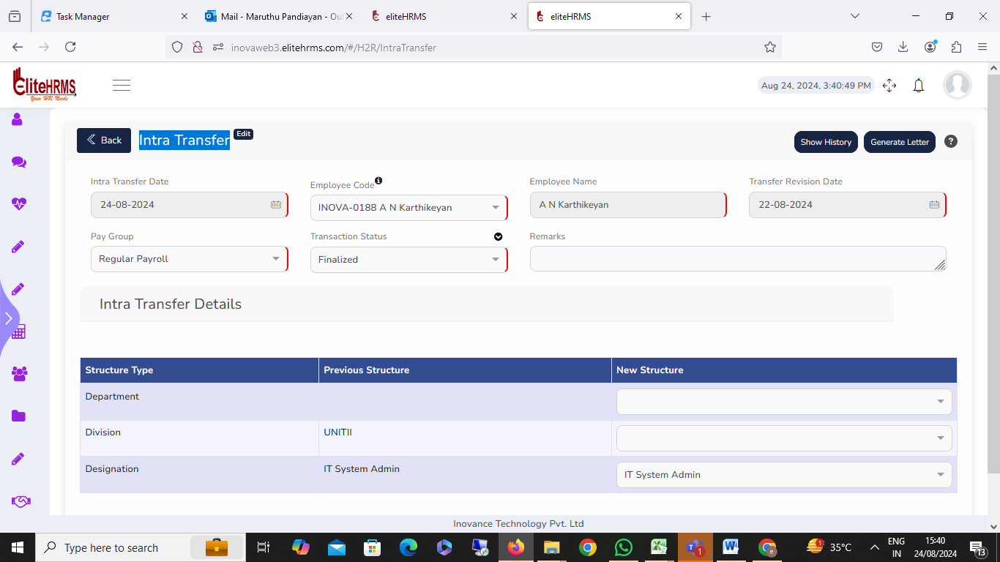 Task Manager
Mail - Maruthu Pandiayan - Ou
eliteHRMS
eliteHRMS
inovaweb3.elitehrms.com/#/H2R/IntraTransfer
EliteHRMS
Your HR Needs
Aug 24, 2024, 3:40:49 PM
Back
Intra Transfer
Edit
Show History
Generate Letter
?
Intra Transfer Date
Employee Code
Employee Name
Transfer Revision Date
24-08-2024
INOVA-0188 A N Karthikeyan
A N Karthikeyan
22-08-2024
Pay Group
Transaction Status
Remarks
Regular Payroll
Finalized
Intra Transfer Details
Structure Type Previous Structure New Structure
Department
Division UNITII
Designation IT System Admin IT System Admin
Inovance Technology Pvt. Ltd
Type here to search
1
1
35°C
ENG
IN
15:40
24/08/2024
13